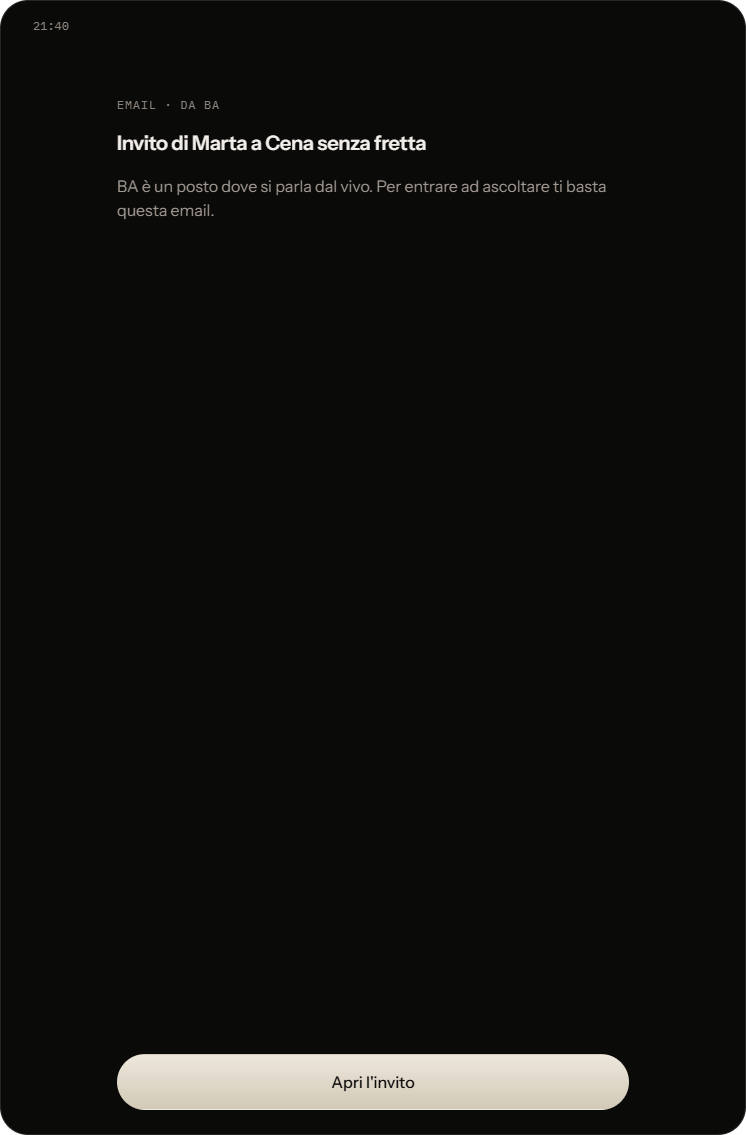 21:40
EMAIL · DA BA
Invito di Marta a Cena senza fretta
BA è un posto dove si parla dal vivo. Per entrare ad ascoltare ti basta
questa email.
Apri l'invito